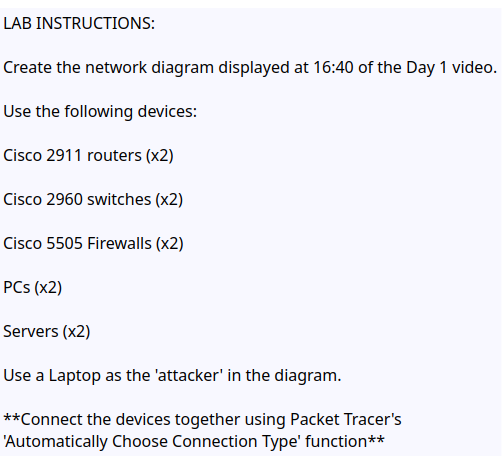 LAB INSTRUCTIONS:
Create the network diagram displayed at 16:40 of the Day 1 video.
Use the following devices:
Cisco 2911 routers (x2)
Cisco 2960 switches (x2)
Cisco 5505 Firewalls (x2)
PCs (x2)
Servers (x2)
Use a Laptop as the 'attacker' in the diagram.
**Connect the devices together using Packet Tracer's
'Automatically Choose Connection Type' function**